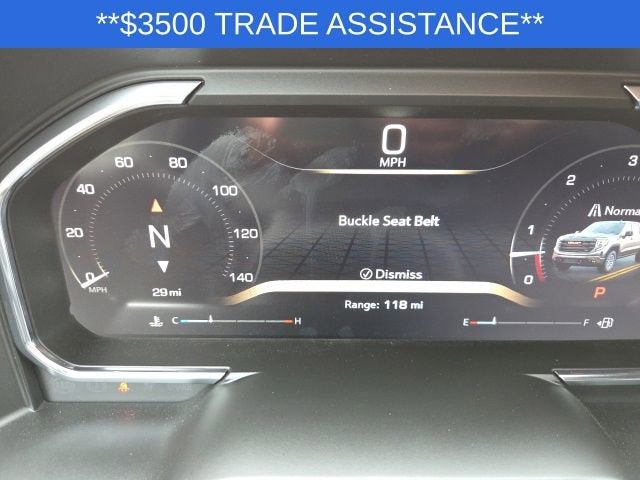 **$3500 TRADE ASSISTANCE**
0
MPH
0 20 40 60 80 100 120 140
MPH
N
29 mi
Buckle Seat Belt
Dismiss
Range: 118 mi
C H
E F
0 1 2 3
Norma
P